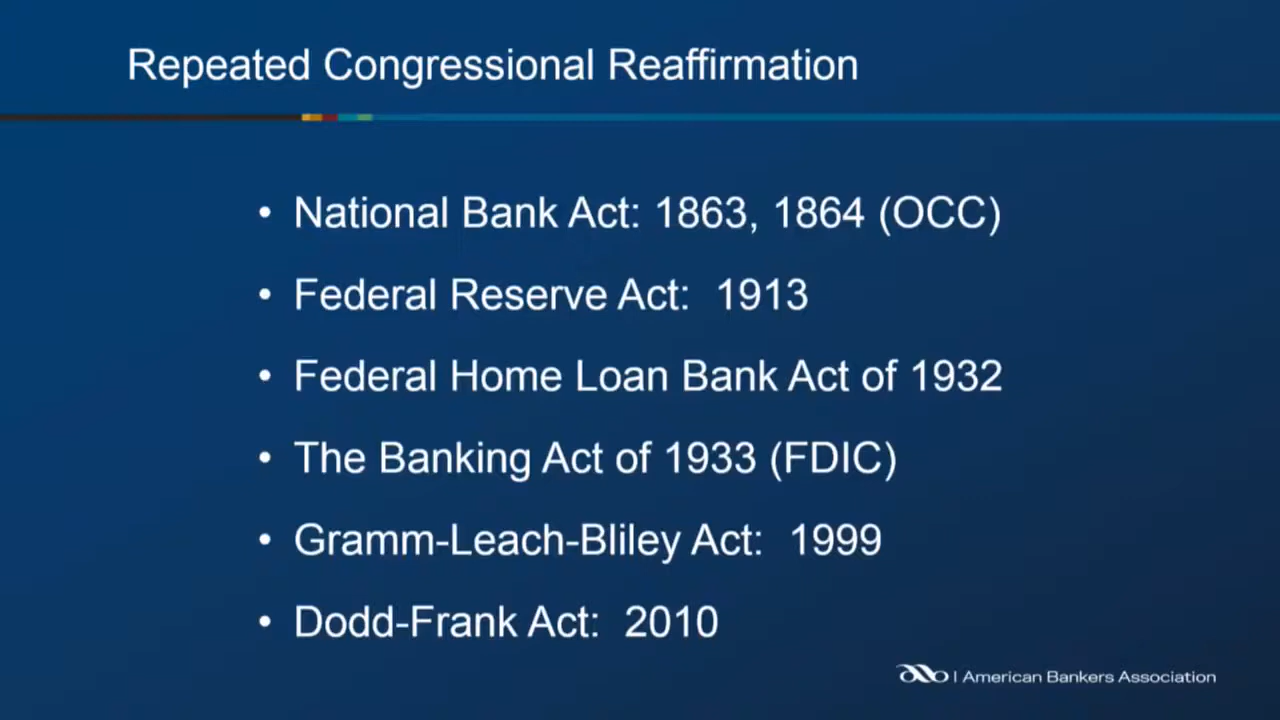 Repeated Congressional Reaffirmation
• National Bank Act: 1863, 1864 (OCC)
• Federal Reserve Act:  1913
• Federal Home Loan Bank Act of 1932
• The Banking Act of 1933 (FDIC)
• Gramm-Leach-Bliley Act:  1999
• Dodd-Frank Act:  2010
American Bankers Association